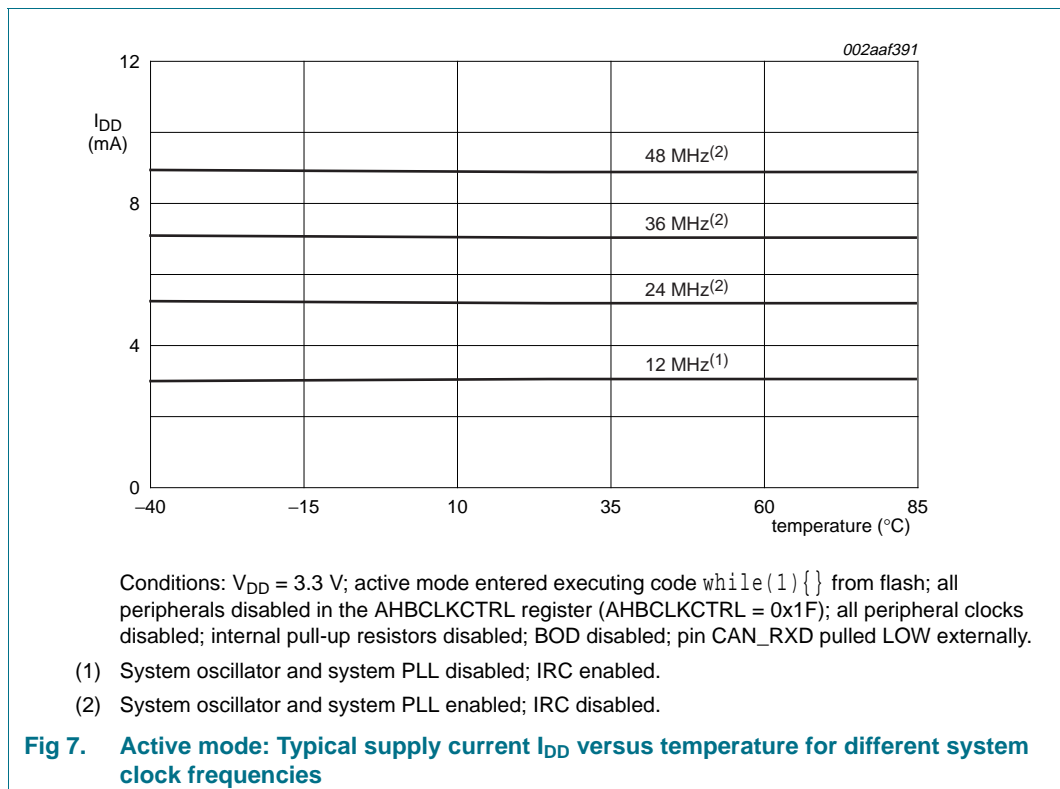 002aaf391
12
I_DD
(mA)
48 MHz(2)
8
36 MHz(2)
24 MHz(2)
4
12 MHz(1)
0
−40
−15
10
35
60
85
temperature (°C)
Conditions: V_DD = 3.3 V; active mode entered executing code while(1){} from flash; all
peripherals disabled in the AHBCLKCTRL register (AHBCLKCTRL = 0x1F); all peripheral clocks
disabled; internal pull-up resistors disabled; BOD disabled; pin CAN_RXD pulled LOW externally.
(1) System oscillator and system PLL disabled; IRC enabled.
(2) System oscillator and system PLL enabled; IRC disabled.
Fig 7. Active mode: Typical supply current I_DD versus temperature for different system
clock frequencies